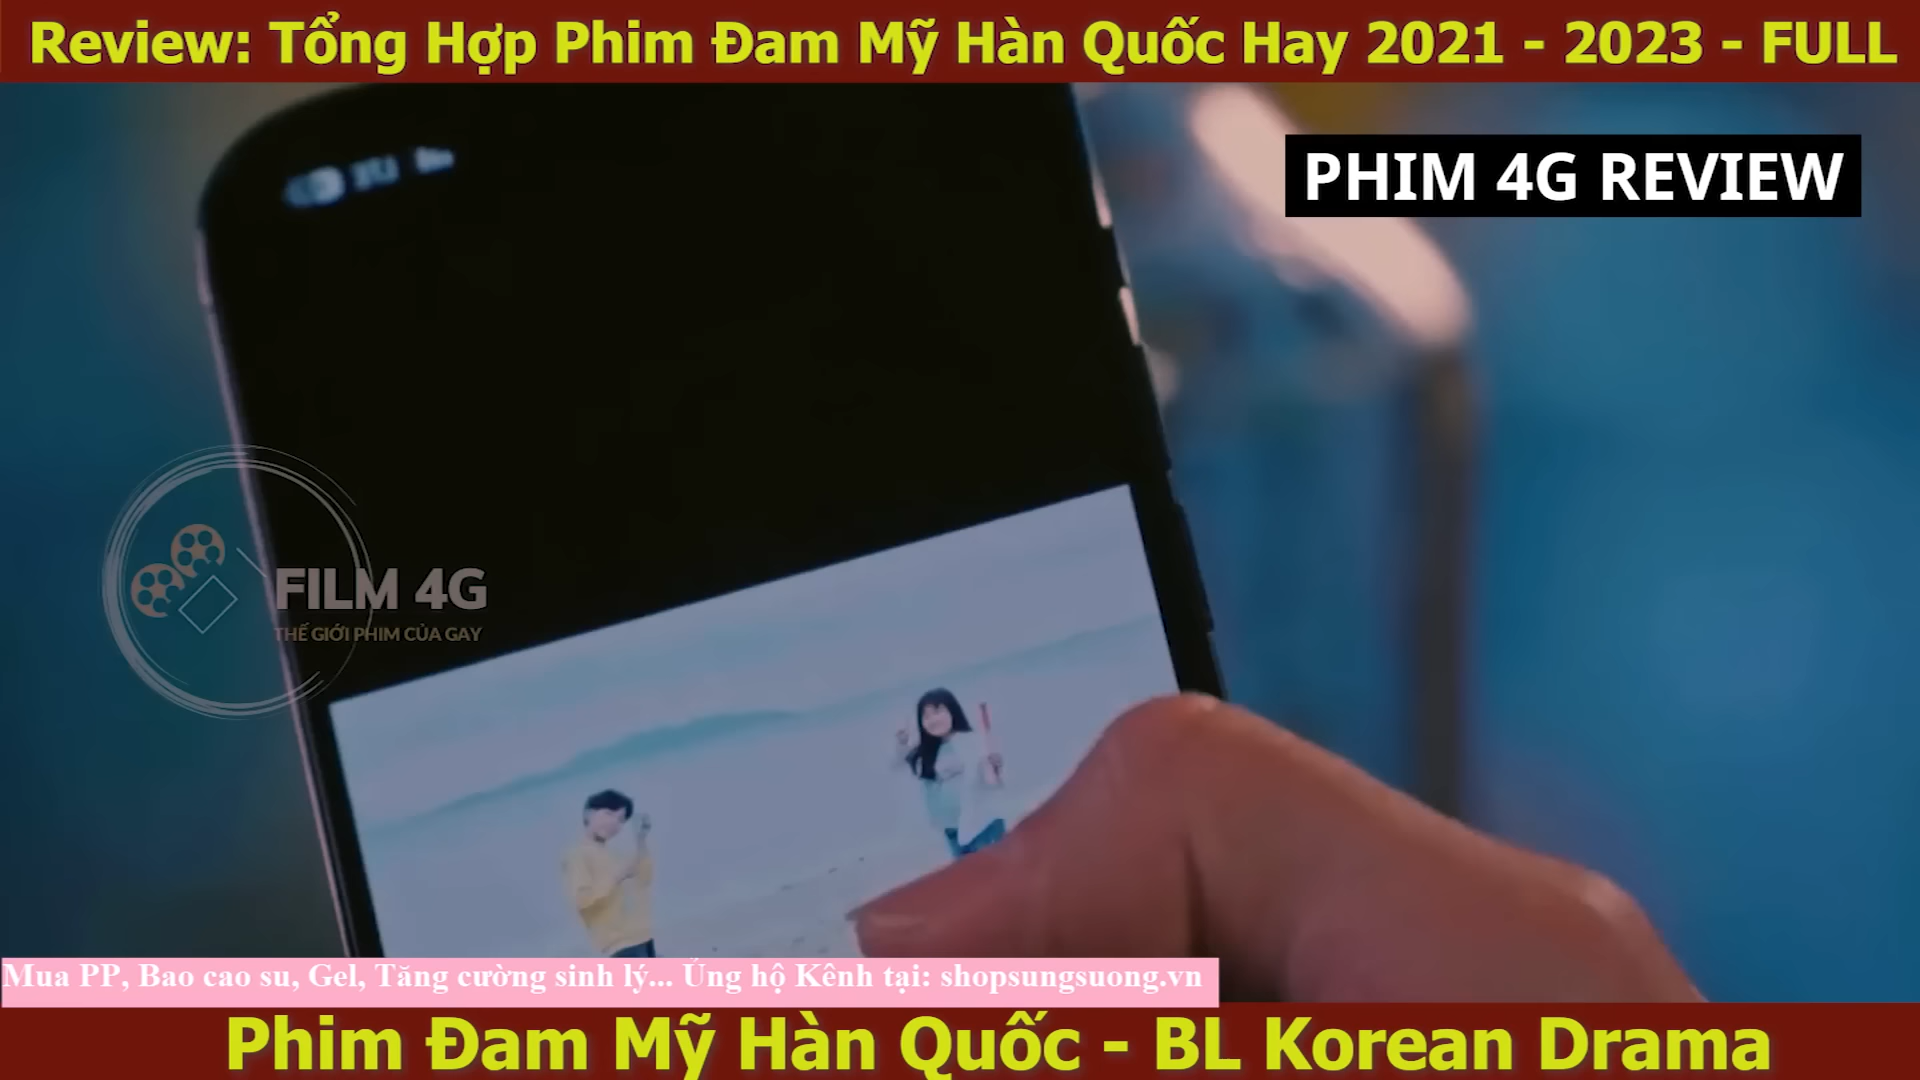 Review: Tổng Hợp Phim Đam Mỹ Hàn Quốc Hay 2021 - 2023 - FULL
PHIM 4G REVIEW
FILM 4G
THẾ GIỚI PHIM CỦA GAY
Mua PP, Bao cao su, Gel, Tăng cường sinh lý... Ủng hộ Kênh tại: shopsungsuong.vn
Phim Đam Mỹ Hàn Quốc - BL Korean Drama